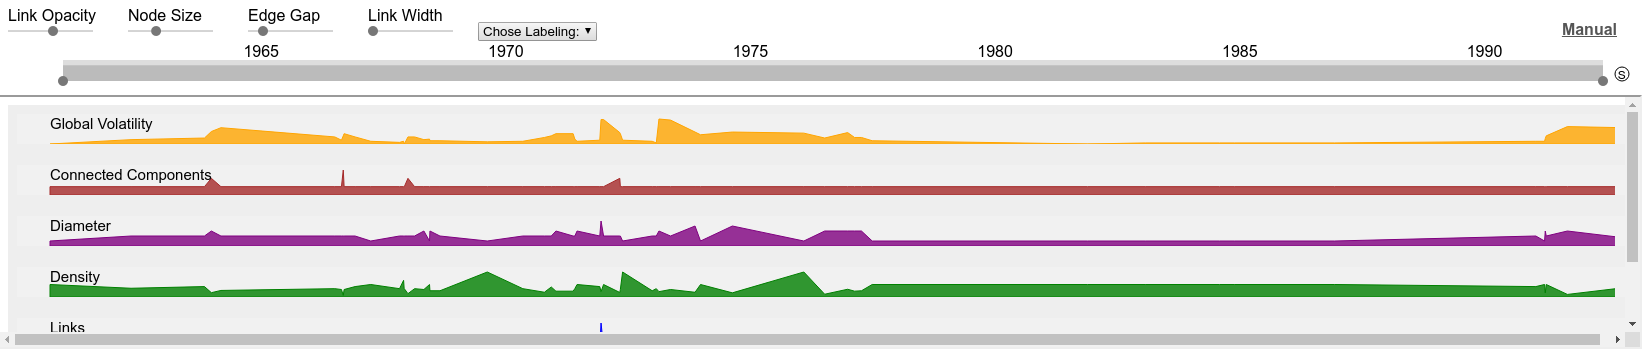 Link Opacity Node Size Edge Gap Link Width
Chose Labeling: Manual
1965 1970 1975 1980 1985 1990
S
Global Volatility
Connected Components
Diameter
Density
Links